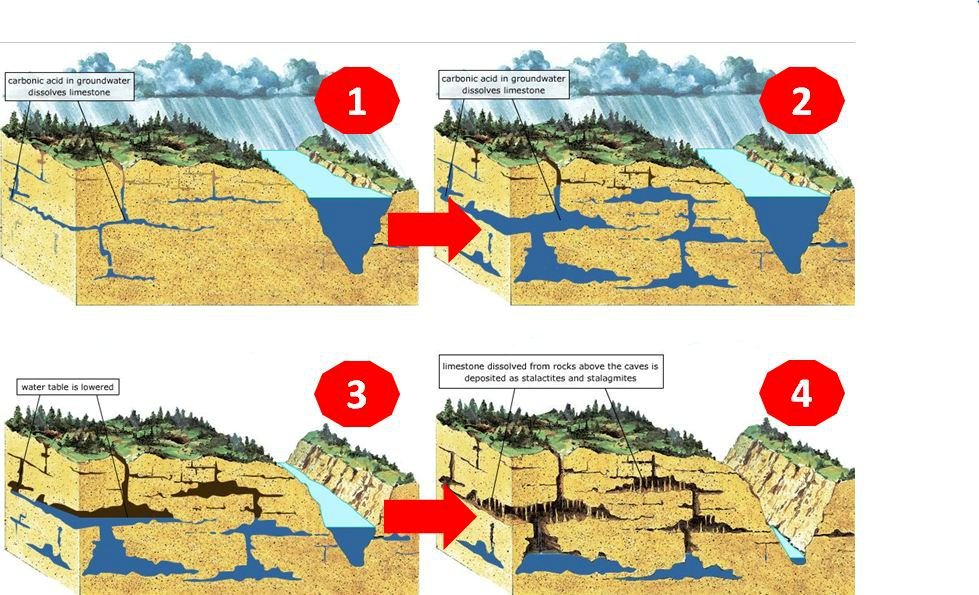 carbonic acid in groundwater
dissolves limestone
1
carbonic acid in groundwater
dissolves limestone
2
water table is lowered
3
limestone dissolved from rocks above the caves is
deposited as stalactites and stalagmites
4